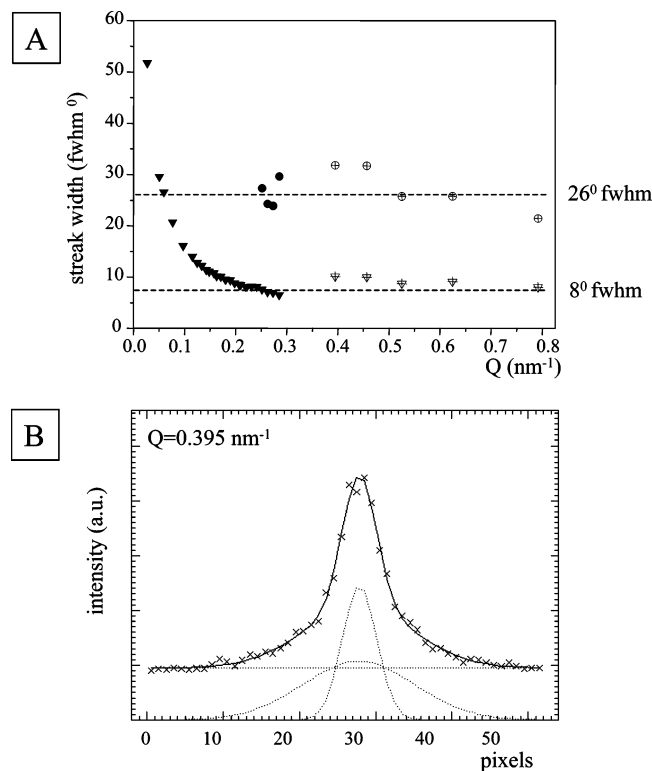 A
60
50
40
30
20
10
0
streak width (fwhm⁰)
26⁰ fwhm
8⁰ fwhm
0.0 0.1 0.2 0.3 0.4 0.5 0.6 0.7 0.8
Q (nm⁻¹)
B
Q=0.395 nm⁻¹
intensity (a.u.)
0 10 20 30 40 50
pixels